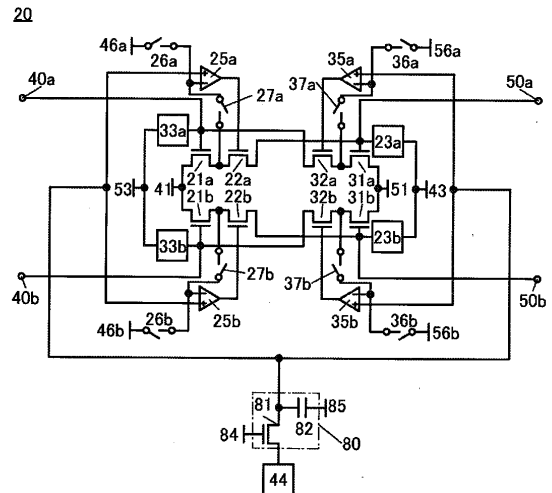 20
46a 26a 25a 35a 36a 56a
40a 27a 37a 50a
33a 23a
21a 22a 32a 31a
53 41 21b 22b 32b 31b 51 43
33b 23b
40b 27b 37b 50b
46b 26b 25b 35b 36b 56b
81 85
84 82 80
44